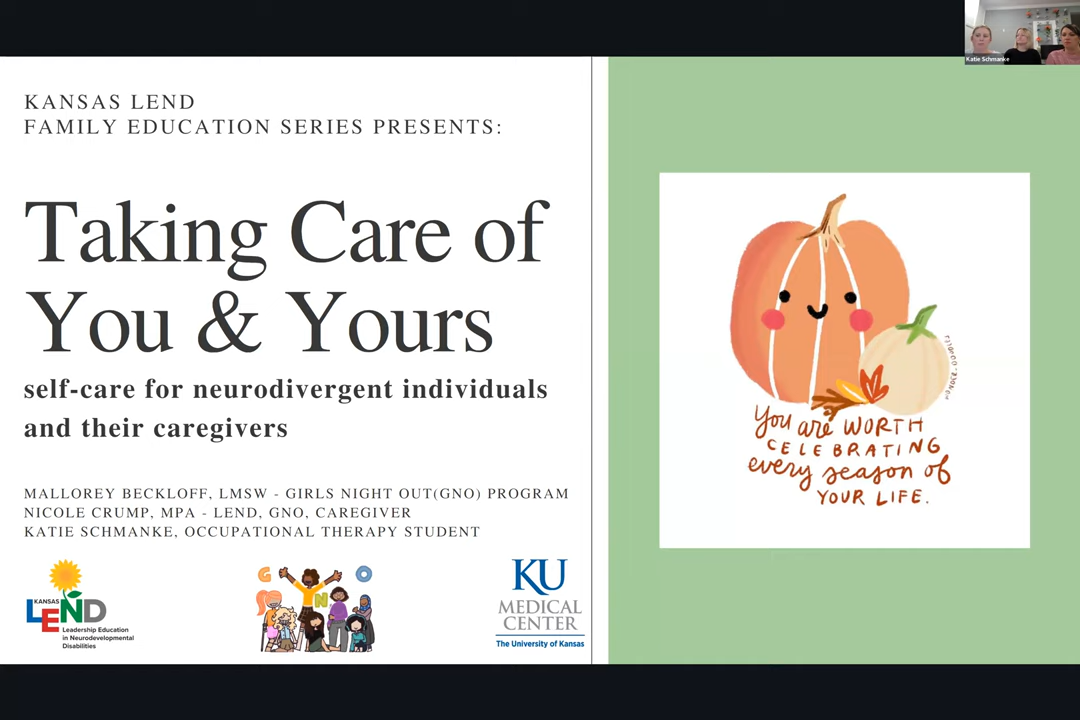 Katie Schmanke
KANSAS LEND
FAMILY EDUCATION SERIES PRESENTS:
Taking Care of
You & Yours
self-care for neurodivergent individuals
and their caregivers
MALLOREY BECKLOFF, LMSW - GIRLS NIGHT OUT(GNO) PROGRAM
NICOLE CRUMP, MPA - LEND, GNO, CAREGIVER
KATIE SCHMANKE, OCCUPATIONAL THERAPY STUDENT
KANSAS
LEND
Leadership Education
in Neurodevelopmental
Disabilities
G N O
KU
MEDICAL
CENTER
The University of Kansas
You are WORTH
CELEBRATING
every season of
YOUR LIFE.